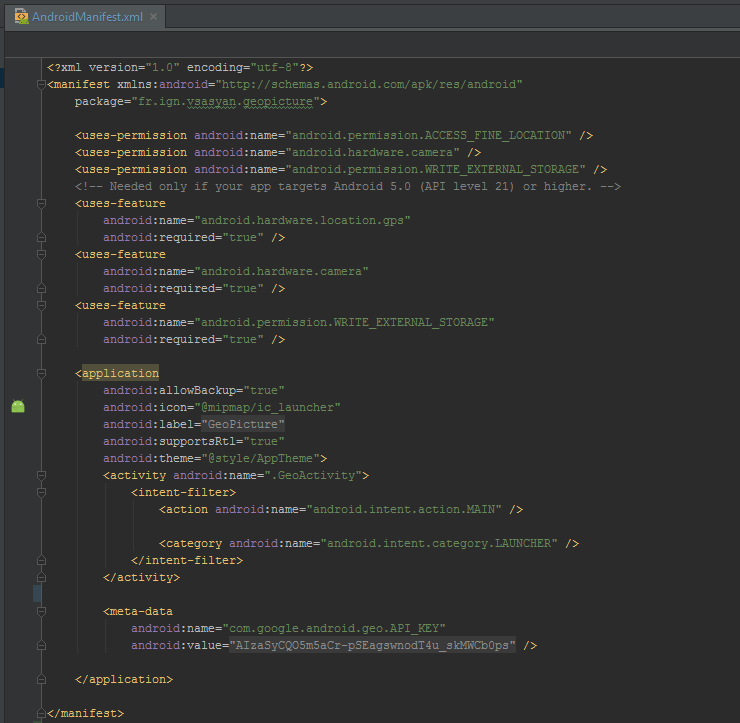 AndroidManifest.xml
<?xml version="1.0" encoding="utf-8"?>
<manifest xmlns:android="http://schemas.android.com/apk/res/android"
package="fr.ign.vsasyan.geopicture">
<uses-permission android:name="android.permission.ACCESS_FINE_LOCATION" />
<uses-permission android:name="android.hardware.camera" />
<uses-permission android:name="android.permission.WRITE_EXTERNAL_STORAGE" />
<!-- Needed only if your app targets Android 5.0 (API level 21) or higher. -->
<uses-feature
android:name="android.hardware.location.gps"
android:required="true" />
<uses-feature
android:name="android.hardware.camera"
android:required="true" />
<uses-feature
android:name="android.permission.WRITE_EXTERNAL_STORAGE"
android:required="true" />
<application
android:allowBackup="true"
android:icon="@mipmap/ic_launcher"
android:label="GeoPicture"
android:supportsRtl="true"
android:theme="@style/AppTheme">
<activity android:name=".GeoActivity">
<intent-filter>
<action android:name="android.intent.action.MAIN" />
<category android:name="android.intent.category.LAUNCHER" />
</intent-filter>
</activity>
<meta-data
android:name="com.google.android.geo.API_KEY"
android:value="AIzaSyCQO5m5aCr-pSEagswnodT4u_skMWCb0ps" />
</application>
</manifest>